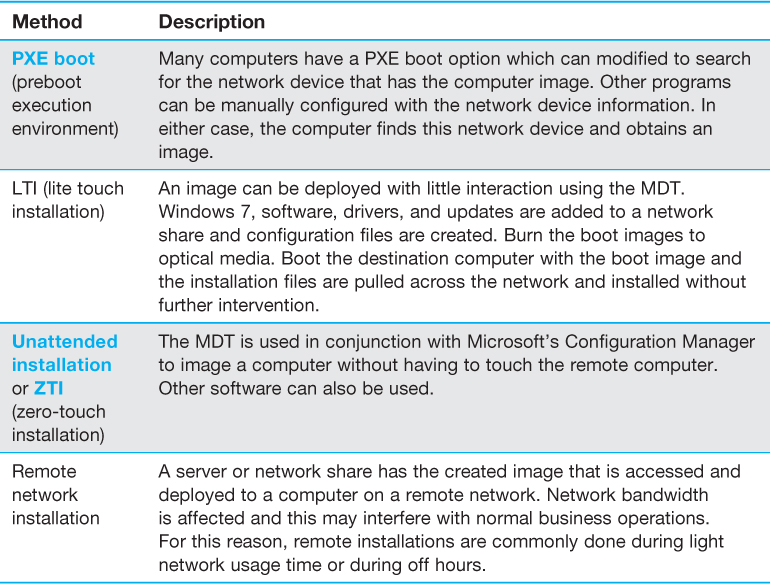 Method Description
PXE boot
(preboot
execution
environment)
Many computers have a PXE boot option which can modified to search
for the network device that has the computer image. Other programs
can be manually configured with the network device information. In
either case, the computer finds this network device and obtains an
image.
LTI (lite touch
installation)
An image can be deployed with little interaction using the MDT.
Windows 7, software, drivers, and updates are added to a network
share and configuration files are created. Burn the boot images to
optical media. Boot the destination computer with the boot image and
the installation files are pulled across the network and installed without
further intervention.
Unattended
installation
or ZTI
(zero-touch
installation)
The MDT is used in conjunction with Microsoft’s Configuration Manager
to image a computer without having to touch the remote computer.
Other software can also be used.
Remote
network
installation
A server or network share has the created image that is accessed and
deployed to a computer on a remote network. Network bandwidth
is affected and this may interfere with normal business operations.
For this reason, remote installations are commonly done during light
network usage time or during off hours.